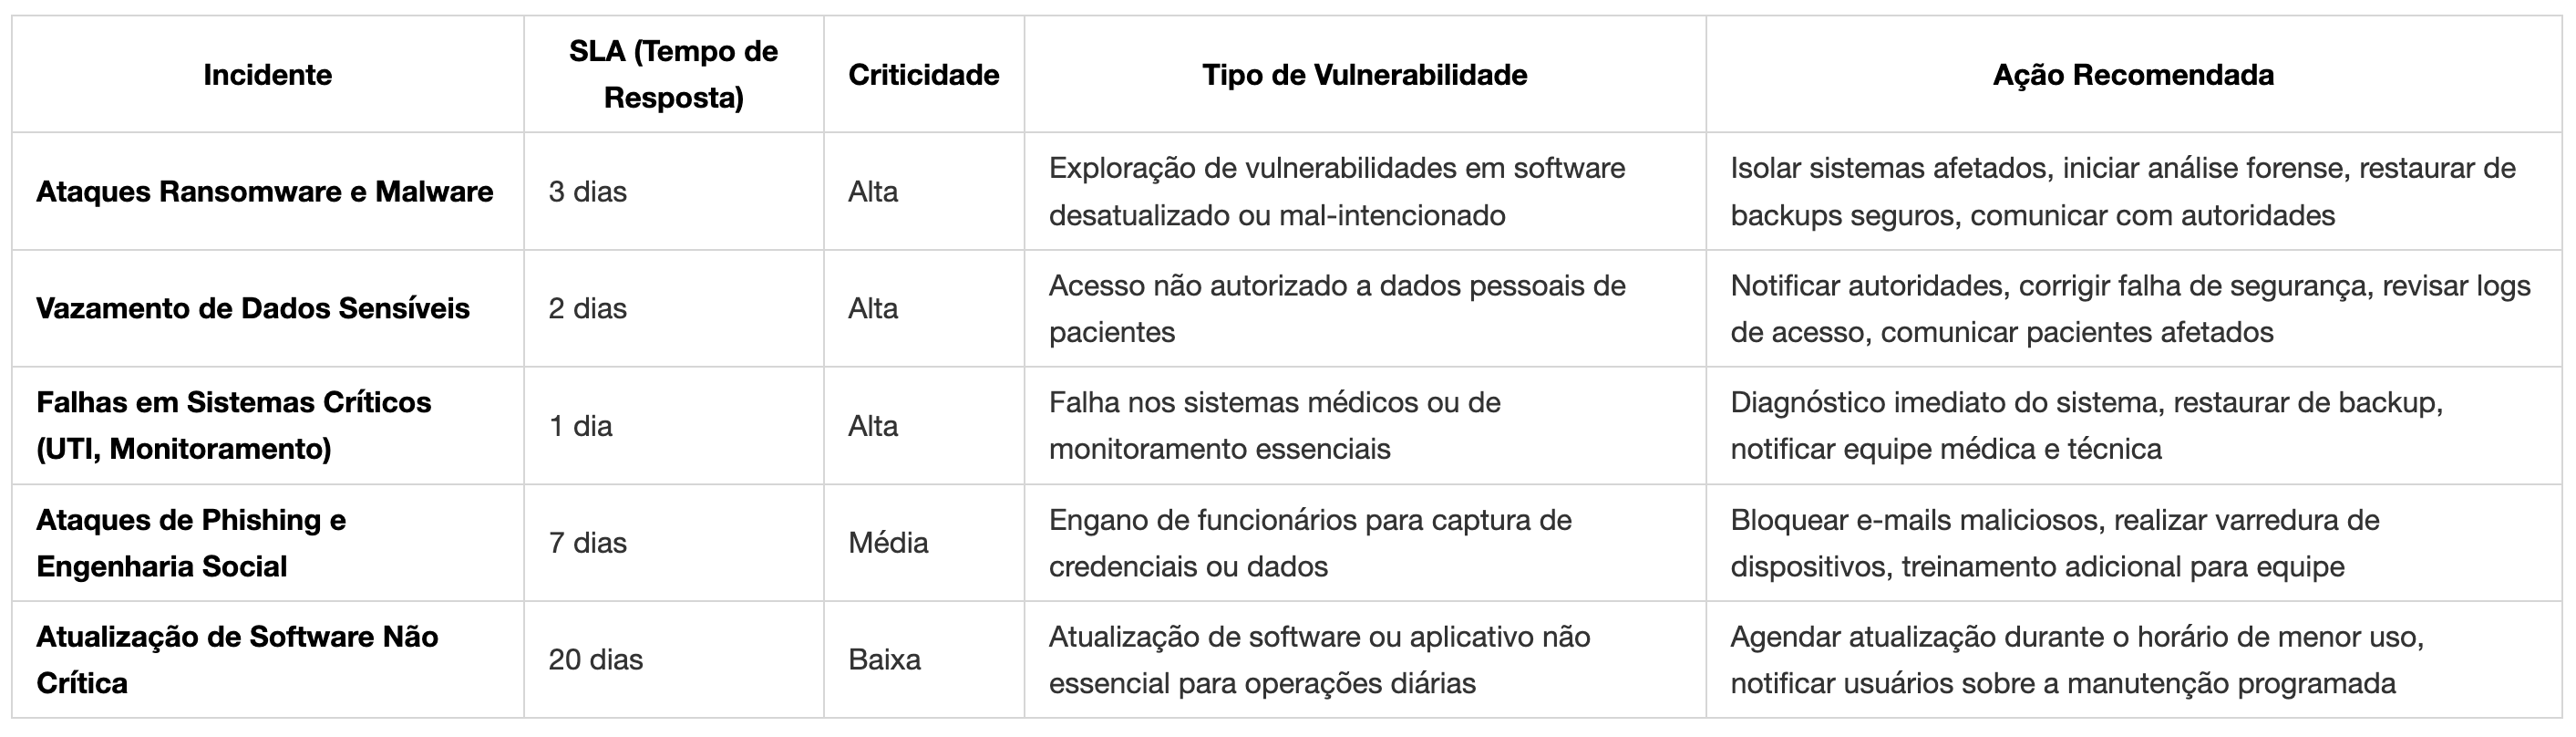 Incidente
SLA (Tempo de
Resposta)
Criticidade
Tipo de Vulnerabilidade
Ação Recomendada
Ataques Ransomware e Malware
3 dias
Alta
Exploração de vulnerabilidades em software
desatualizado ou mal-intencionado
Isolar sistemas afetados, iniciar análise forense, restaurar de
backups seguros, comunicar com autoridades
Vazamento de Dados Sensíveis
2 dias
Alta
Acesso não autorizado a dados pessoais de
pacientes
Notificar autoridades, corrigir falha de segurança, revisar logs
de acesso, comunicar pacientes afetados
Falhas em Sistemas Críticos
(UTI, Monitoramento)
1 dia
Alta
Falha nos sistemas médicos ou de
monitoramento essenciais
Diagnóstico imediato do sistema, restaurar de backup,
notificar equipe médica e técnica
Ataques de Phishing e
Engenharia Social
7 dias
Média
Engano de funcionários para captura de
credenciais ou dados
Bloquear e-mails maliciosos, realizar varredura de
dispositivos, treinamento adicional para equipe
Atualização de Software Não
Crítica
20 dias
Baixa
Atualização de software ou aplicativo não
essencial para operações diárias
Agendar atualização durante o horário de menor uso,
notificar usuários sobre a manutenção programada